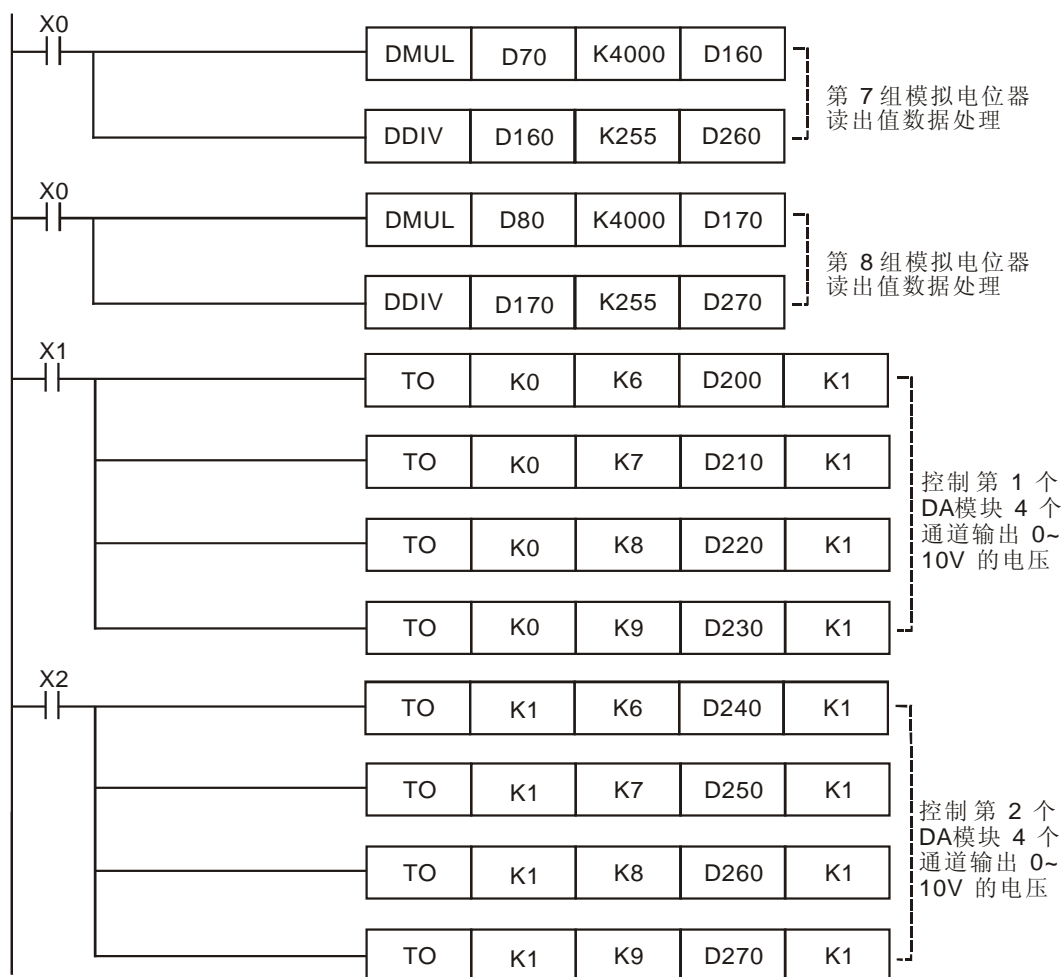 X0
DMUL D70 K4000 D160
DDIV D160 K255 D260
第 7 组模拟电位器
读出值数据处理
X0
DMUL D80 K4000 D170
DDIV D170 K255 D270
第 8 组模拟电位器
读出值数据处理
X1
TO K0 K6 D200 K1
TO K0 K7 D210 K1
TO K0 K8 D220 K1
TO K0 K9 D230 K1
控制第 1 个
DA模块 4 个
通道输出 0~
10V 的电压
X2
TO K1 K6 D240 K1
TO K1 K7 D250 K1
TO K1 K8 D260 K1
TO K1 K9 D270 K1
控制第 2 个
DA模块 4 个
通道输出 0~
10V 的电压